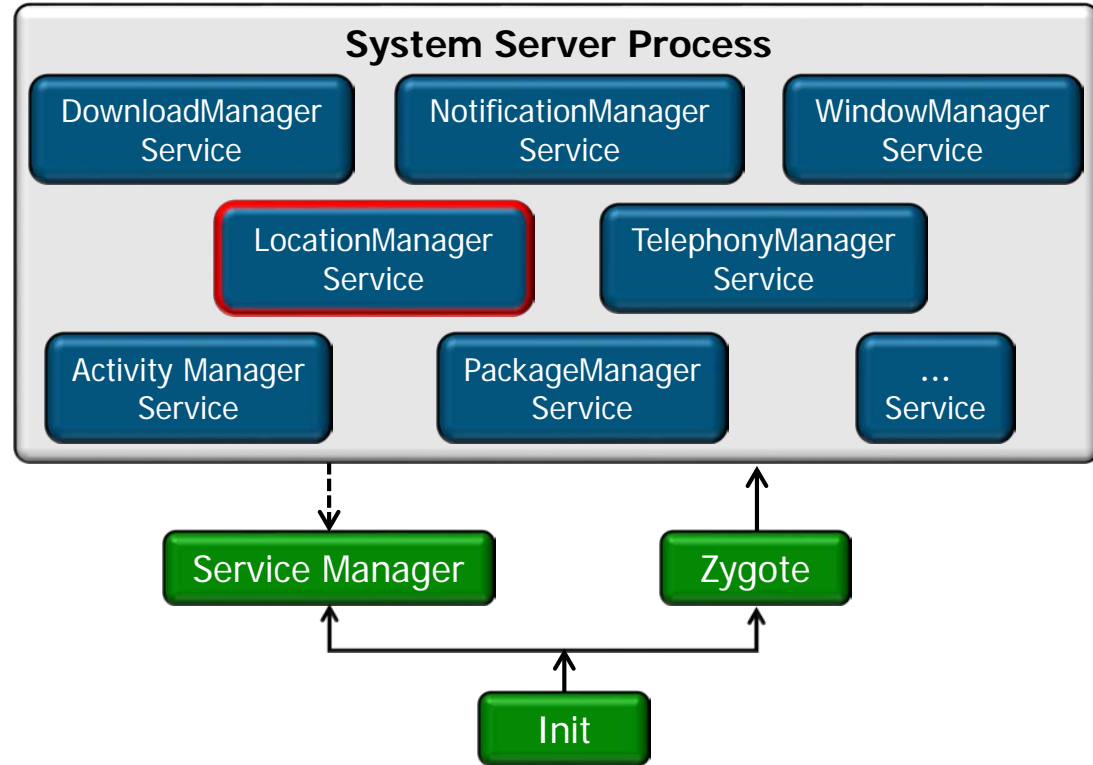 System Server Process
DownloadManager
Service
NotificationManager
Service
WindowManager
Service
LocationManager
Service
TelephonyManager
Service
Activity Manager
Service
PackageManager
Service
...
Service
Service Manager
Zygote
Init